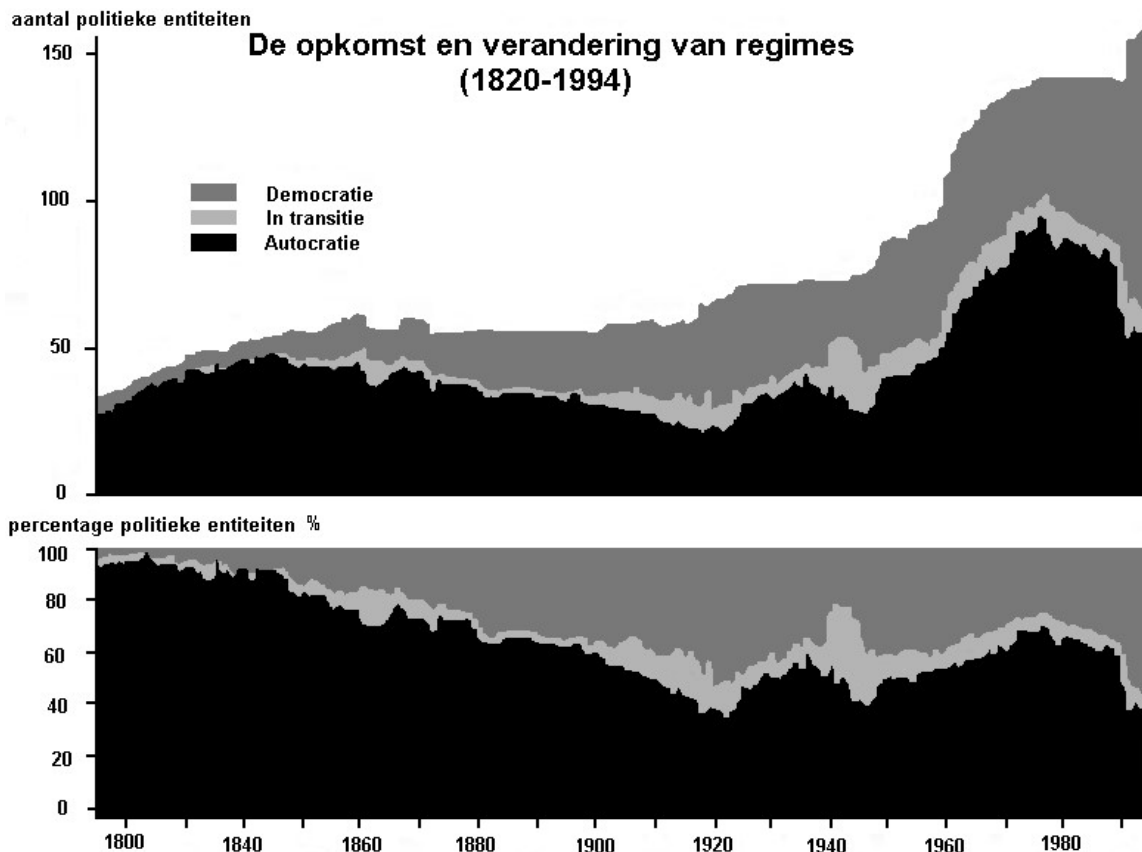 aantal politieke entiteiten
De opkomst en verandering van regimes
(1820-1994)
150
100
50
0
Democratie
In transitie
Autocratie
percentage politieke entiteiten %
100
80
60
40
20
0
1800 1840 1860 1880 1900 1920 1940 1960 1980